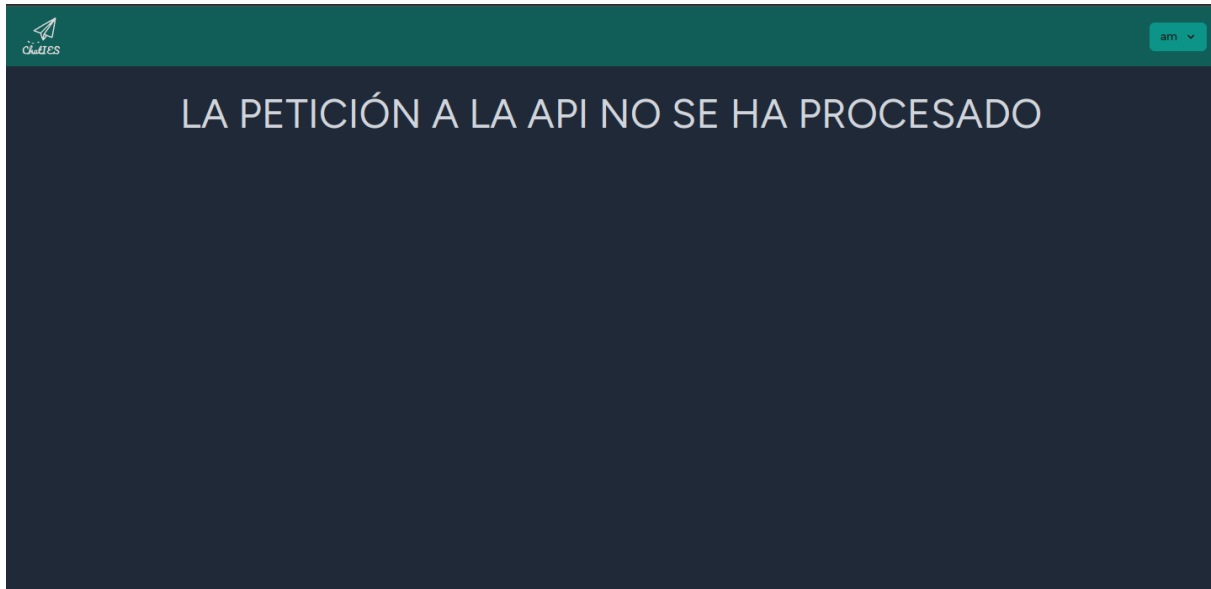 ChatIES
am
LA PETICIÓN A LA API NO SE HA PROCESADO